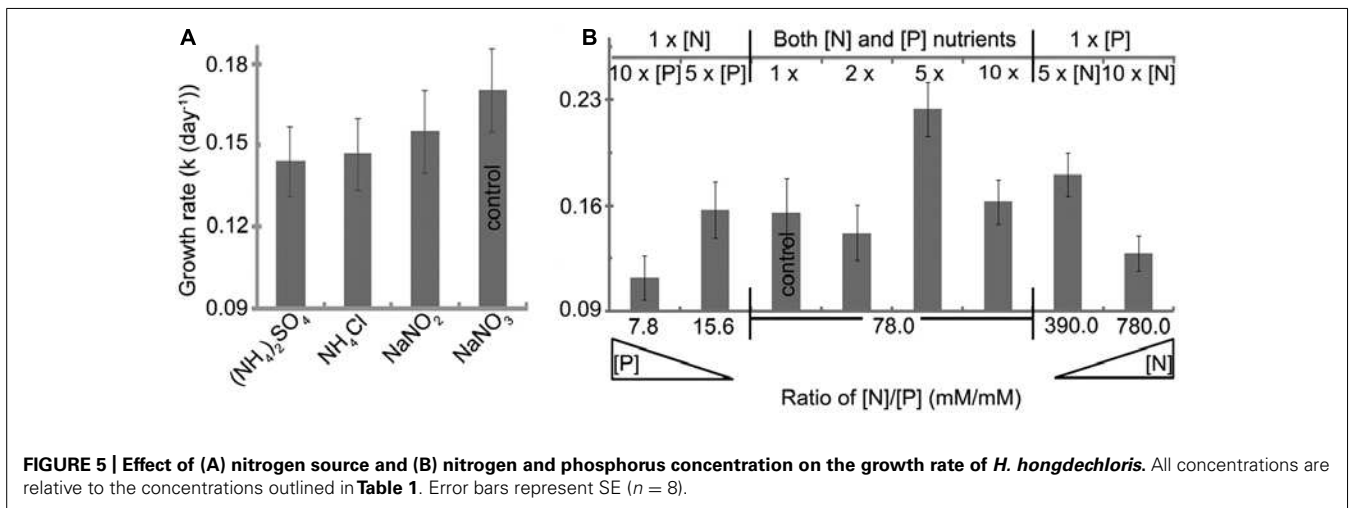 A
Growth rate (k (day⁻¹))
0.18
0.15
0.12
0.09
control
(NH₄)₂SO₄
NH₄Cl
NaNO₂
NaNO₃
B
1 x [N]
Both [N] and [P] nutrients
1 x [P]
10 x [P]
5 x [P]
1 x
2 x
5 x
10 x
5 x [N]
10 x [N]
0.23
0.16
0.09
control
7.8
15.6
78.0
390.0
780.0
[P]
[N]
Ratio of [N]/[P] (mM/mM)
FIGURE 5 | Effect of (A) nitrogen source and (B) nitrogen and phosphorus concentration on the growth rate of H. hongdechloris. All concentrations are
relative to the concentrations outlined in Table 1. Error bars represent SE (n = 8).